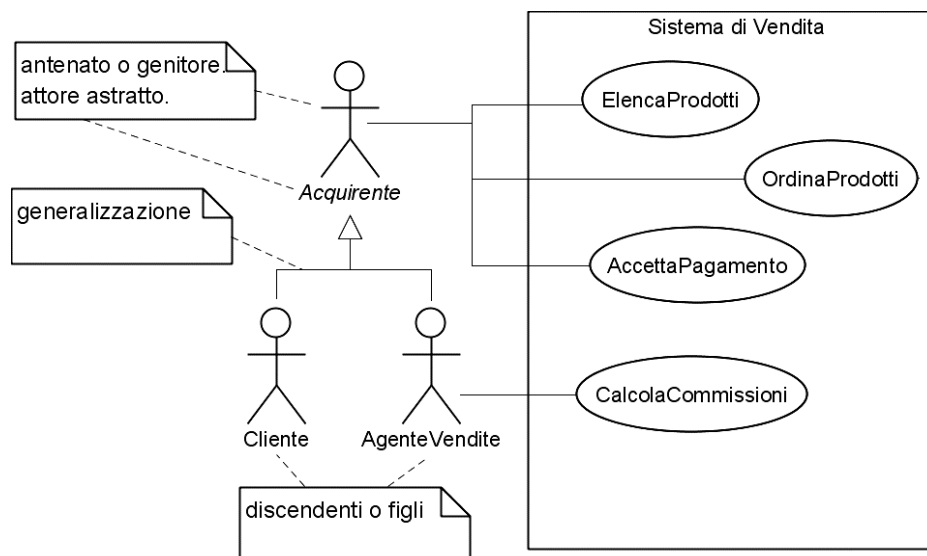 Sistema di Vendita
antenato o genitore.
attore astratto.
ElencaProdotti
OrdinaProdotti
Acquirente
generalizzazione
AccettaPagamento
CalcolaCommissioni
Cliente
AgenteVendite
discendenti o figli